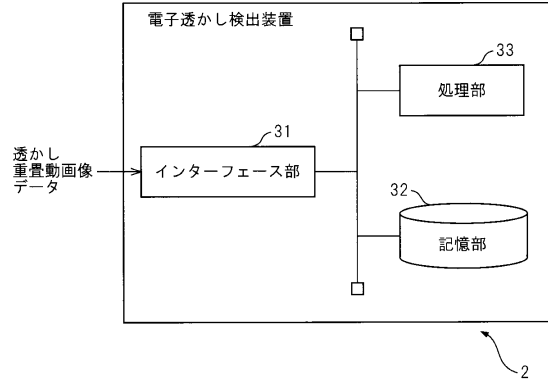 電子透かし検出装置
33
処理部
31
透かし
重畳動画像
データ
インターフェース部
32
記憶部
2